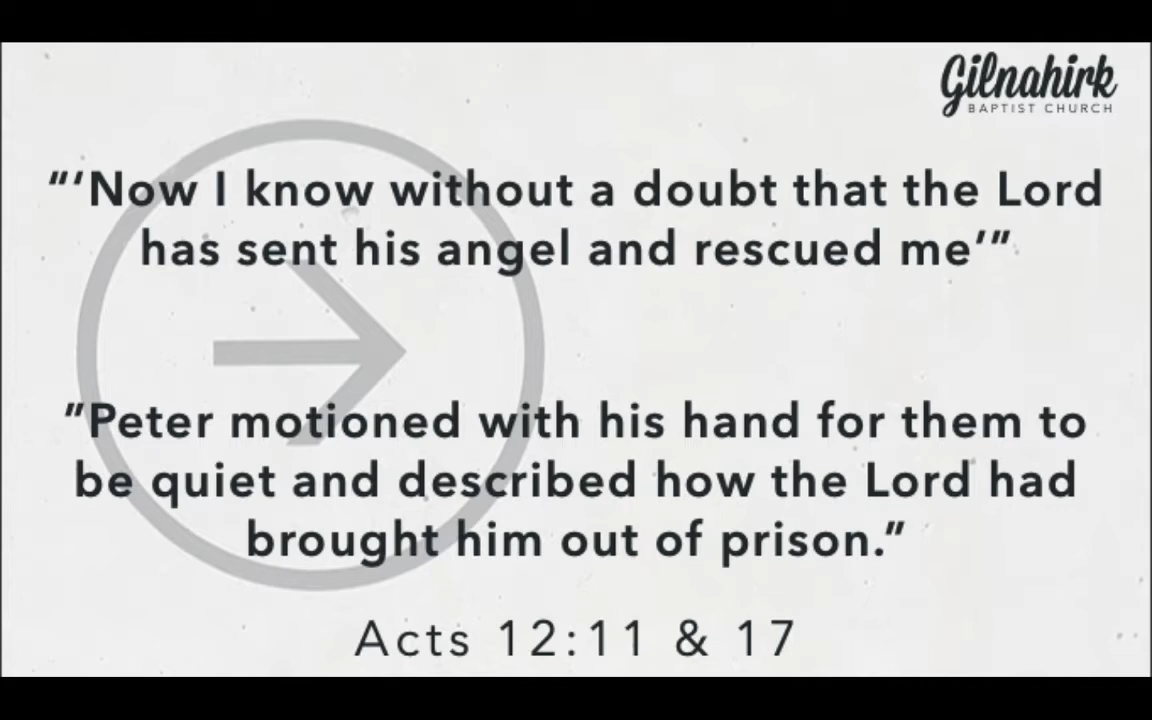 Gilnahirk
BAPTIST CHURCH
“‘Now I know without a doubt that the Lord
has sent his angel and rescued me’”
”Peter motioned with his hand for them to
be quiet and described how the Lord had
brought him out of prison.”
Acts 12:11 & 17